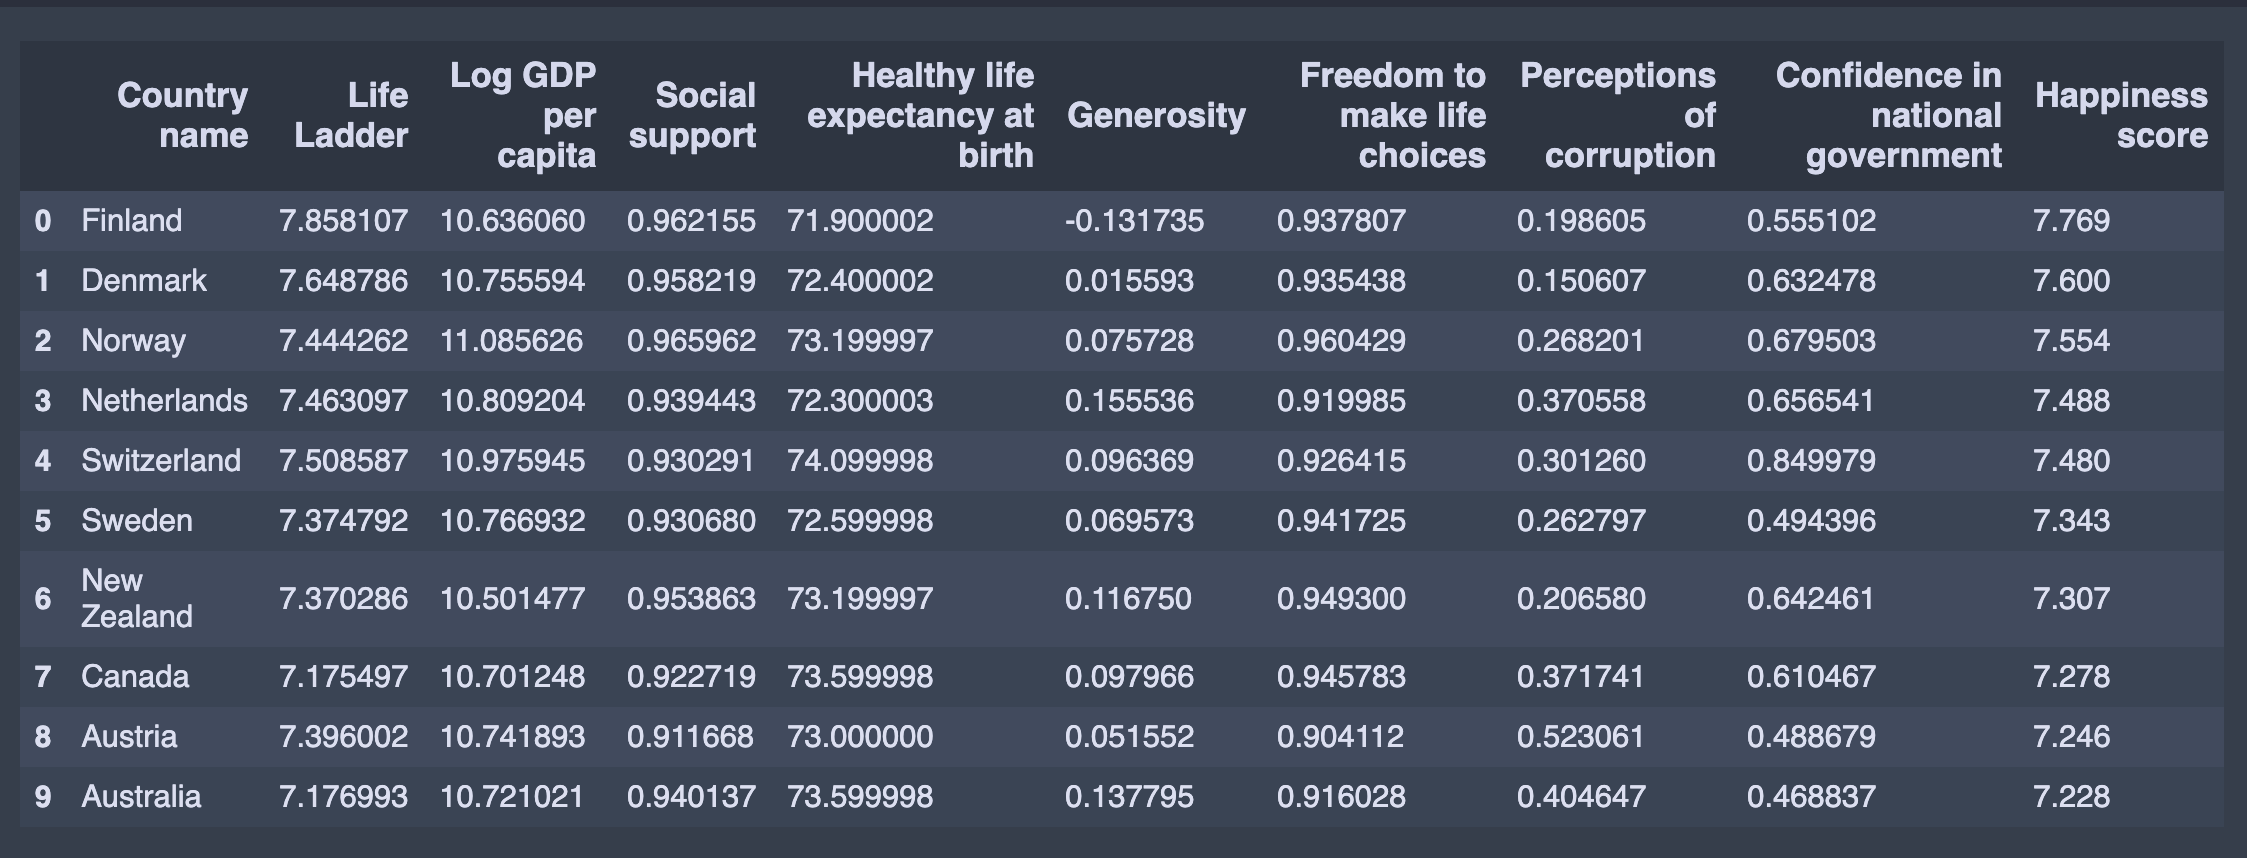 Country name Life Ladder Log GDP per capita Social support Healthy life expectancy at birth Generosity Freedom to make life choices Perceptions of corruption Confidence in national government Happiness score
0 Finland 7.858107 10.636060 0.962155 71.900002 -0.131735 0.937807 0.198605 0.555102 7.769
1 Denmark 7.648786 10.755594 0.958219 72.400002 0.015593 0.935438 0.150607 0.632478 7.600
2 Norway 7.444262 11.085626 0.965962 73.199997 0.075728 0.960429 0.268201 0.679503 7.554
3 Netherlands 7.463097 10.809204 0.939443 72.300003 0.155536 0.919985 0.370558 0.656541 7.488
4 Switzerland 7.508587 10.975945 0.930291 74.099998 0.096369 0.926415 0.301260 0.849979 7.480
5 Sweden 7.374792 10.766932 0.930680 72.599998 0.069573 0.941725 0.262797 0.494396 7.343
6 New Zealand 7.370286 10.501477 0.953863 73.199997 0.116750 0.949300 0.206580 0.642461 7.307
7 Canada 7.175497 10.701248 0.922719 73.599998 0.097966 0.945783 0.371741 0.610467 7.278
8 Austria 7.396002 10.741893 0.911668 73.000000 0.051552 0.904112 0.523061 0.488679 7.246
9 Australia 7.176993 10.721021 0.940137 73.599998 0.137795 0.916028 0.404647 0.468837 7.228